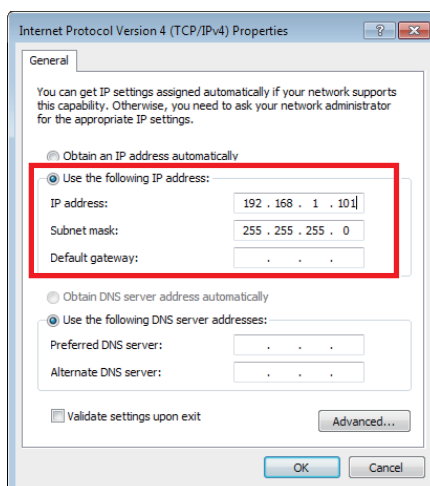 Internet Protocol Version 4 (TCP/IPv4) Properties
General
You can get IP settings assigned automatically if your network supports
this capability. Otherwise, you need to ask your network administrator
for the appropriate IP settings.
Obtain an IP address automatically
Use the following IP address:
IP address: 192 . 168 . 1 . 101
Subnet mask: 255 . 255 . 255 . 0
Default gateway: . . .
Obtain DNS server address automatically
Use the following DNS server addresses:
Preferred DNS server: . . .
Alternate DNS server: . . .
Validate settings upon exit
Advanced...
OK Cancel